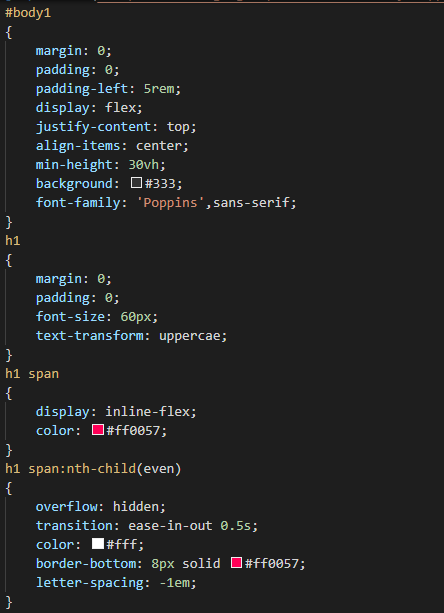 #body1
{
    margin: 0;
    padding: 0;
    padding-left: 5rem;
    display: flex;
    justify-content: top;
    align-items: center;
    min-height: 30vh;
    background: #333;
    font-family: 'Poppins',sans-serif;
}
h1
{
    margin: 0;
    padding: 0;
    font-size: 60px;
    text-transform: uppercae;
}
h1 span
{
    display: inline-flex;
    color: #ff0057;
}
h1 span:nth-child(even)
{
    overflow: hidden;
    transition: ease-in-out 0.5s;
    color: #fff;
    border-bottom: 8px solid #ff0057;
    letter-spacing: -1em;
}